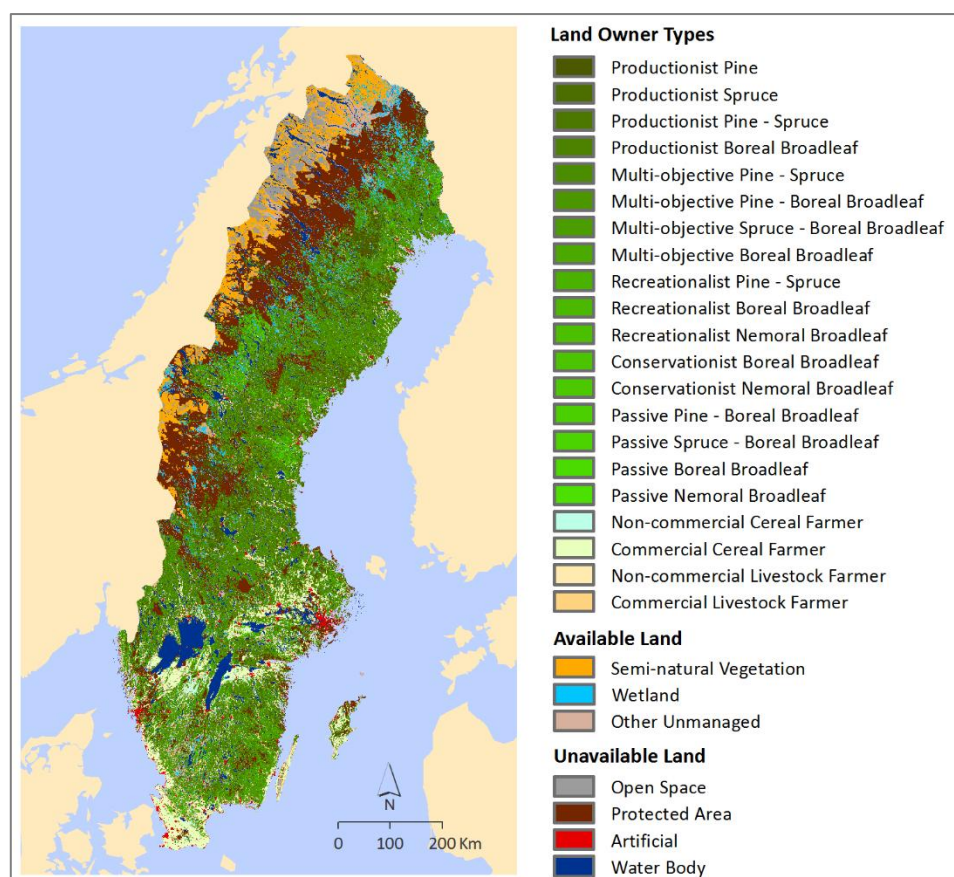 Land Owner Types
Productionist Pine
Productionist Spruce
Productionist Pine - Spruce
Productionist Boreal Broadleaf
Multi-objective Pine - Spruce
Multi-objective Pine - Boreal Broadleaf
Multi-objective Spruce - Boreal Broadleaf
Multi-objective Boreal Broadleaf
Recreationalist Pine - Spruce
Recreationalist Boreal Broadleaf
Recreationalist Nemoral Broadleaf
Conservationist Boreal Broadleaf
Conservationist Nemoral Broadleaf
Passive Pine - Boreal Broadleaf
Passive Spruce - Boreal Broadleaf
Passive Boreal Broadleaf
Passive Nemoral Broadleaf
Non-commercial Cereal Farmer
Commercial Cereal Farmer
Non-commercial Livestock Farmer
Commercial Livestock Farmer
Available Land
Semi-natural Vegetation
Wetland
Other Unmanaged
Unavailable Land
Open Space
Protected Area
Artificial
Water Body
N
0 100 200 Km